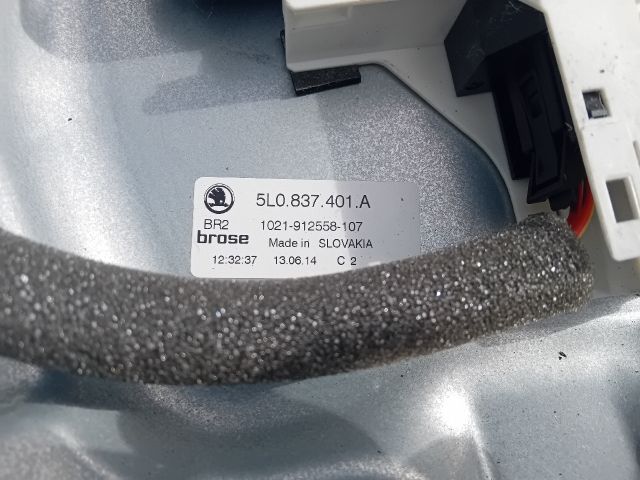 5L0.837.401.A
BR2 1021-912558-107
brose Made in SLOVAKIA
12:32:37 13.06.14 C 2